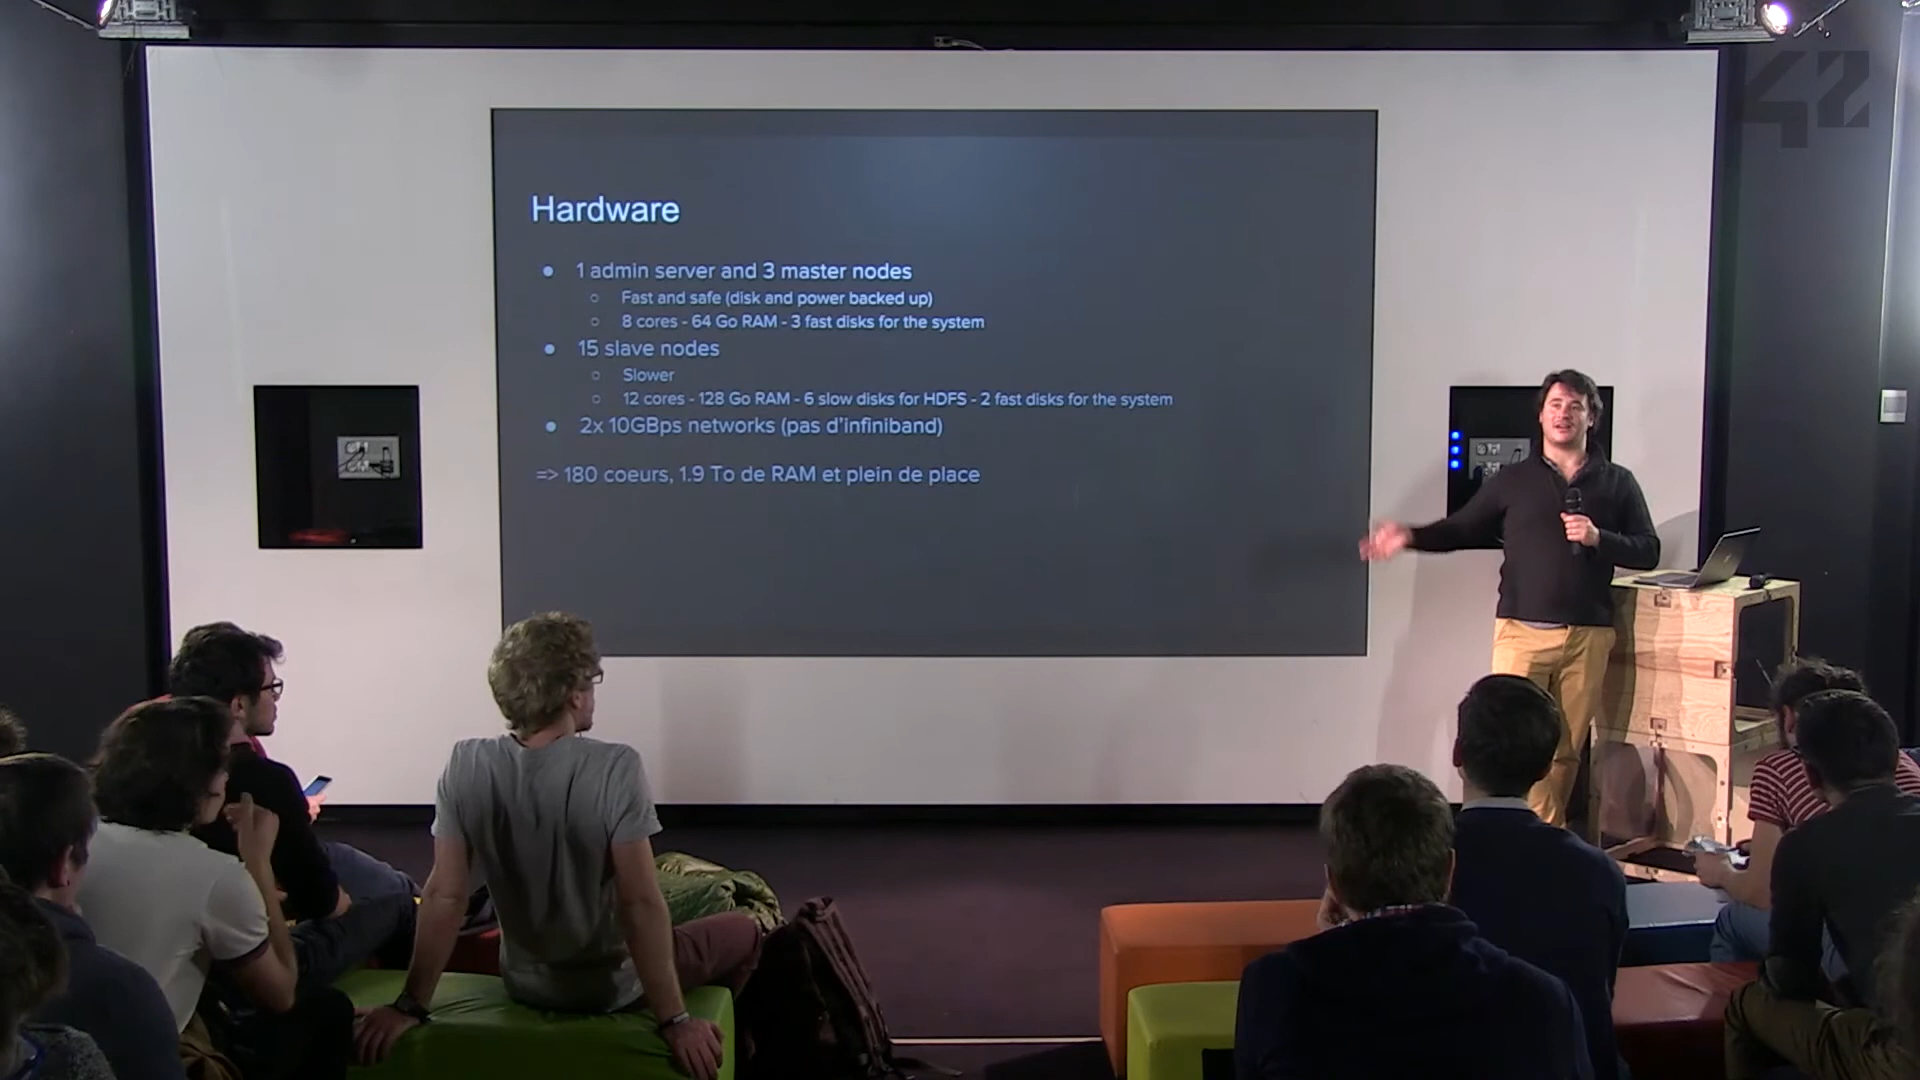 42
Hardware
● 1 admin server and 3 master nodes
○ Fast and safe (disk and power backed up)
○ 8 cores - 64 Go RAM - 3 fast disks for the system
● 15 slave nodes
○ Slower
○ 12 cores - 128 Go RAM - 6 slow disks for HDFS - 2 fast disks for the system
● 2x 10GBps networks (pas d'infiniband)
=> 180 coeurs, 1.9 To de RAM et plein de place